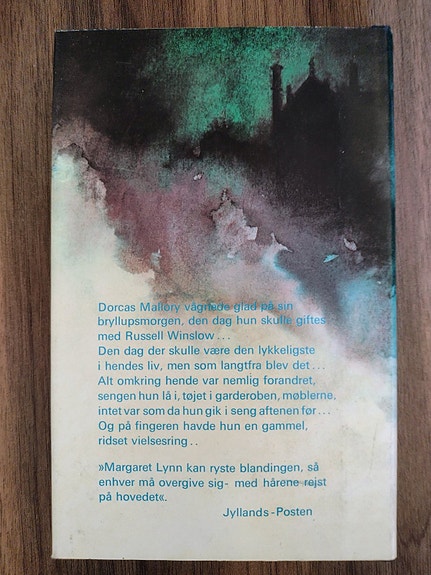 Dorcas Mallory vågnede glad på sin
bryllupsmorgen, den dag hun skulle giftes
med Russell Winslow...
Den dag der skulle være den lykkeligste
i hendes liv, men som langtfra blev det...
Alt omkring hende var nemlig forandret,
sengen hun lå i, tøjet i garderoben, møblerne,
intet var som da hun gik i seng aftenen før...
Og på fingeren havde hun en gammel,
ridset vielsesring..
»Margaret Lynn kan ryste blandingen, så
enhver må overgive sig- med hårene rejst
på hovedet«.
Jyllands-Posten